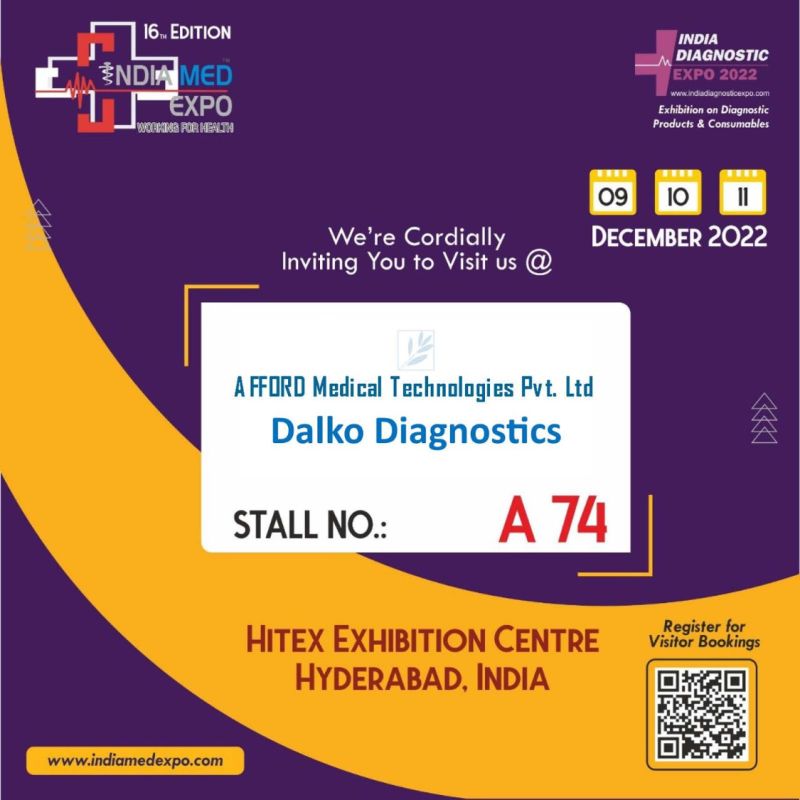 16TH EDITION
INDIA MED
EXPO
WORKING FOR HEALTH
INDIA
DIAGNOSTIC
EXPO 2022
www.indiadiagnosticexpo.com
Exhibition on Diagnostic
Products & Consumables
09 10 11
DECEMBER 2022
We're Cordially
Inviting You to Visit us @
AFFORD Medical Technologies Pvt. Ltd
Dalko Diagnostics
STALL NO.: A 74
HITEX EXHIBITION CENTRE
HYDERABAD, INDIA
Register for
Visitor Bookings
www.indiamedexpo.com